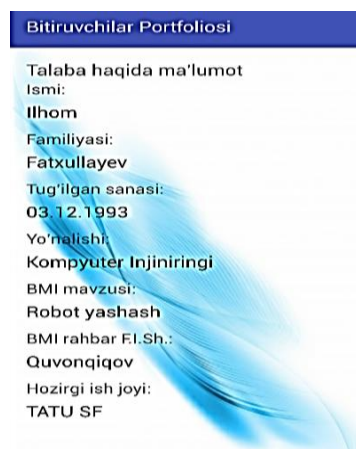 Bitiruvchilar Portfoliosi
Talaba haqida ma'lumot
Ismi:
Ilhom
Familiyasi:
Fatxullayev
Tug'ilgan sanasi:
03.12.1993
Yo'nalishi:
Kompyuter Injiniringi
BMI mavzusi:
Robot yashash
BMI rahbar F.I.Sh.:
Quvonqiqov
Hozirgi ish joyi:
TATU SF